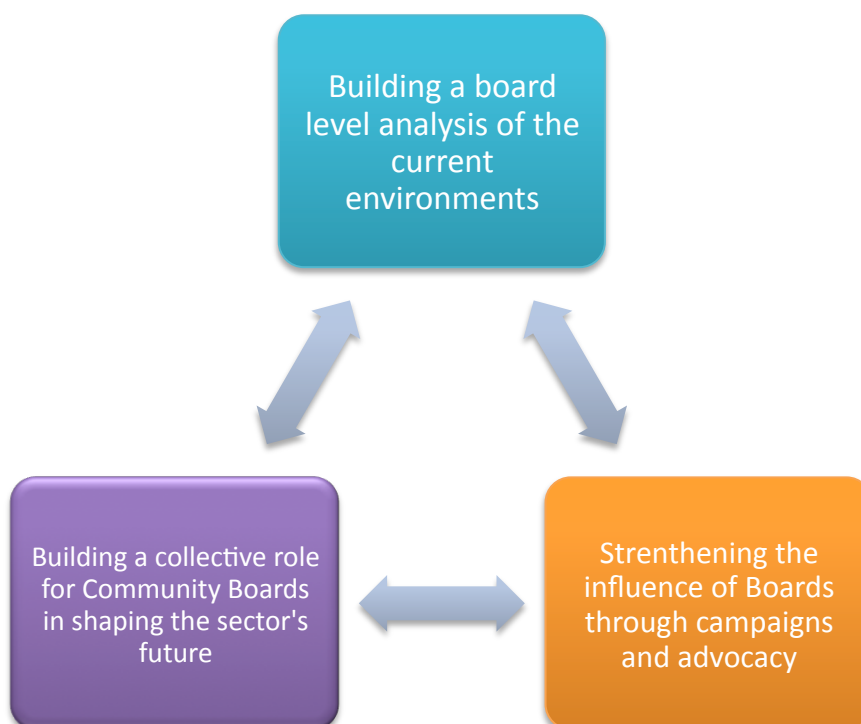 Building a board
level analysis of the
current
environments
Building a collective role
for Community Boards
in shaping the sector's
future
Strenthening the
influence of Boards
through campaigns
and advocacy